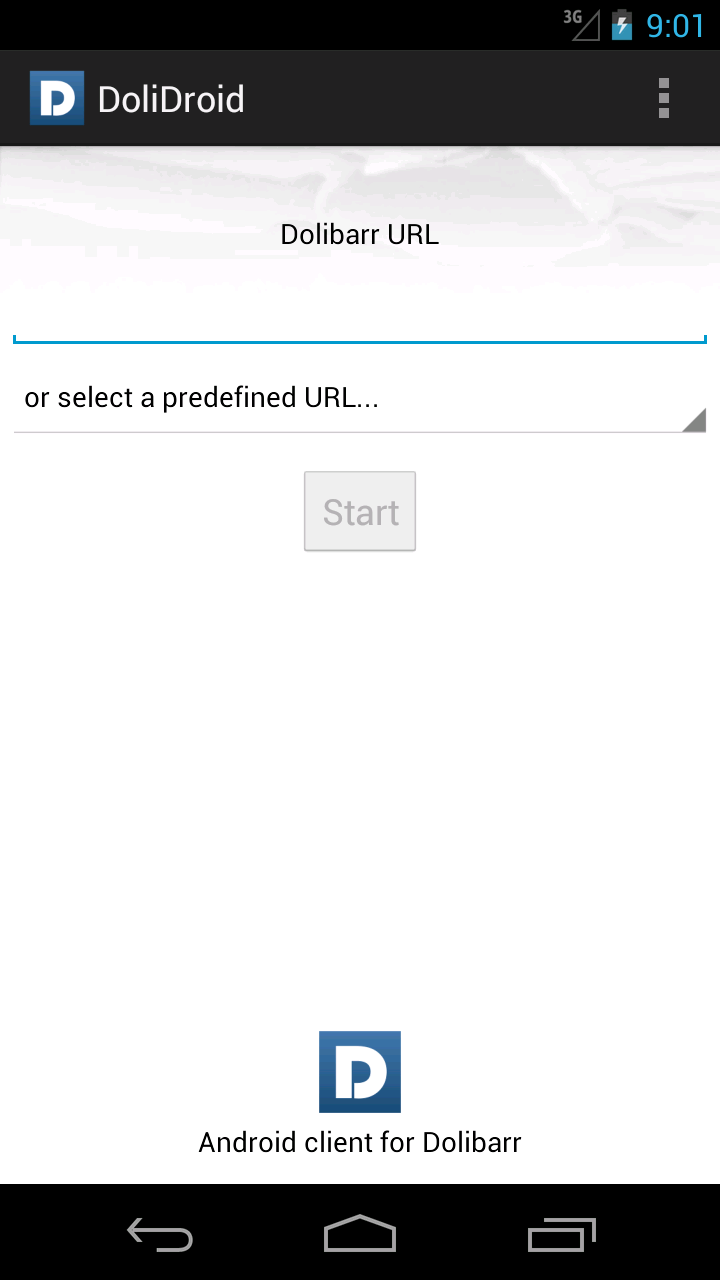 3G 9:01
D DoliDroid
Dolibarr URL
or select a predefined URL...
Start
D
Android client for Dolibarr